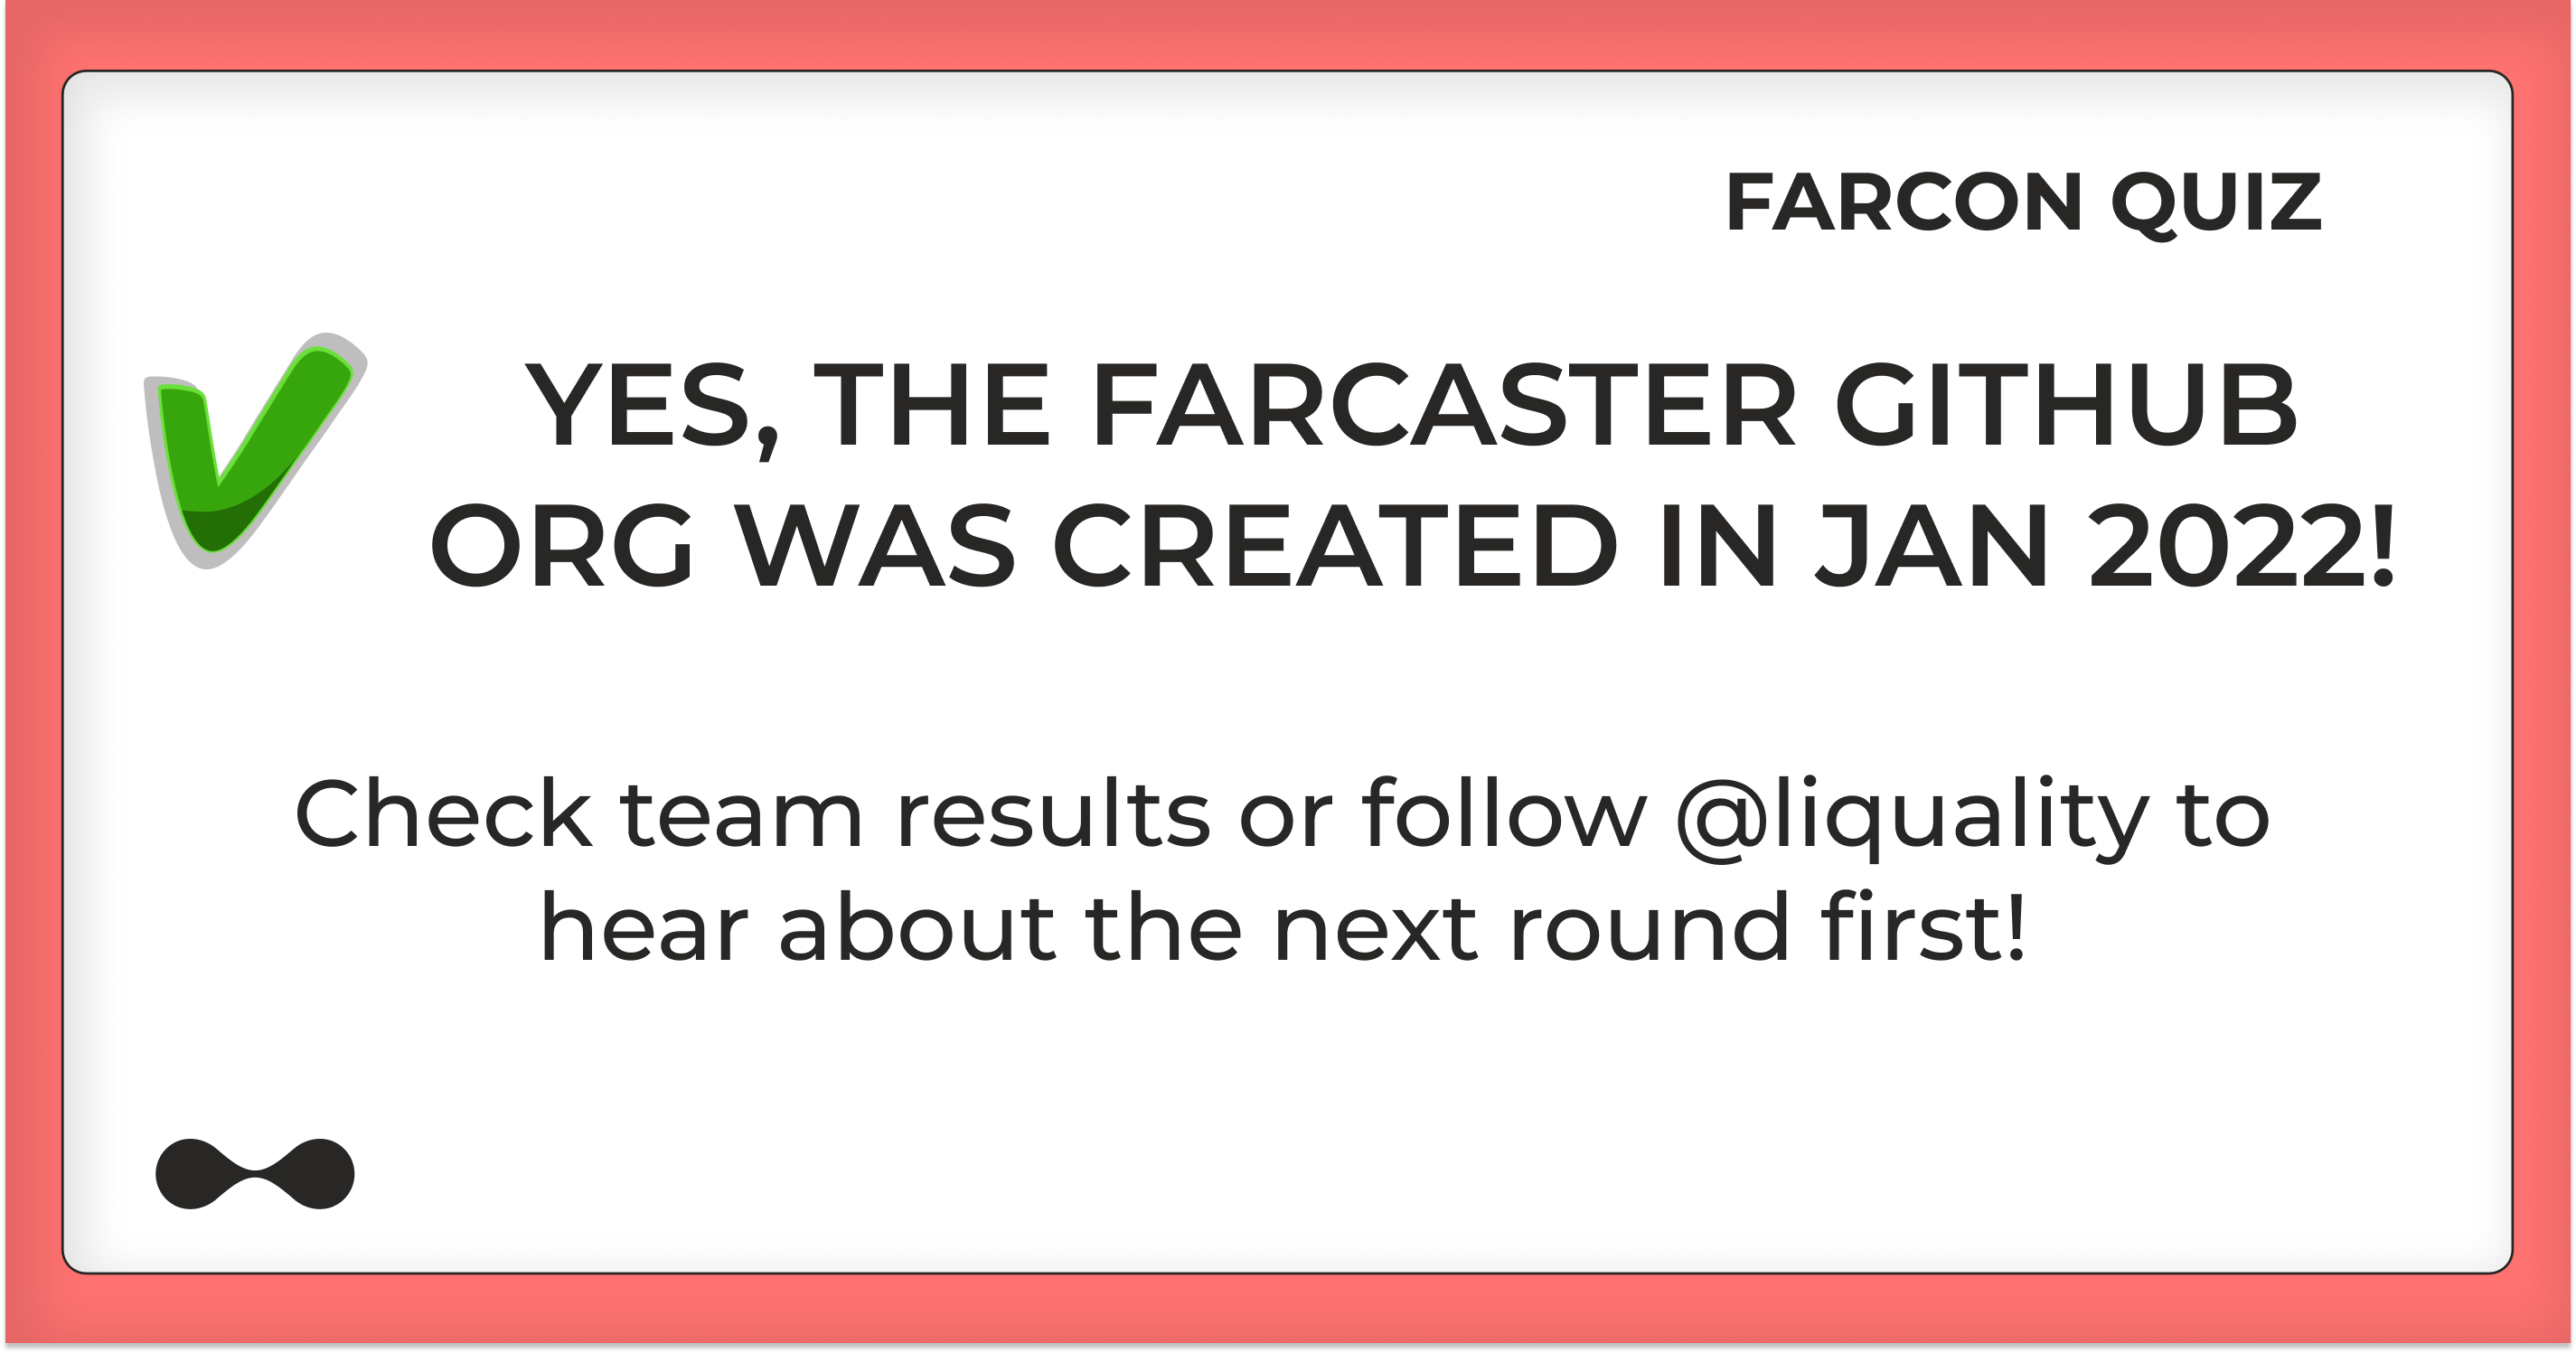 FARCON QUIZ
YES, THE FARCASTER GITHUB
ORG WAS CREATED IN JAN 2022!
Check team results or follow @liquality to
hear about the next round first!